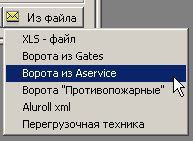 Из Файла
XLS - файл
Ворота из Gates
Ворота из Aservice
Ворота "Противопожарные"
Aluroll xml
Перегрузочная техника